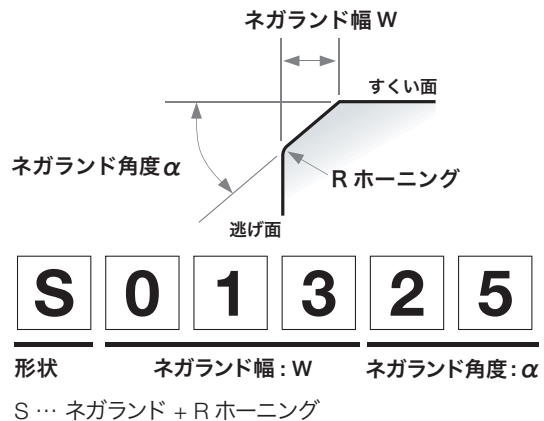 ネガランド幅 W
すくい面
ネガランド角度α
R ホーニング
逃げ面
S 0 1 3 2 5
形状 ネガランド幅 : W ネガランド角度 : α
S … ネガランド + R ホーニング